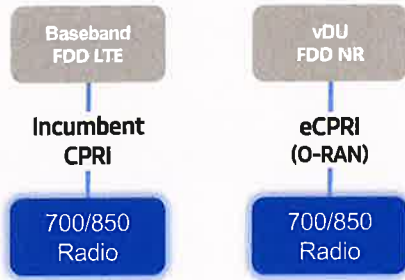 Baseband
FDD LTE
Incumbent
CPRI
700/850
Radio
vDU
FDD NR
eCPRI
(O-RAN)
700/850
Radio